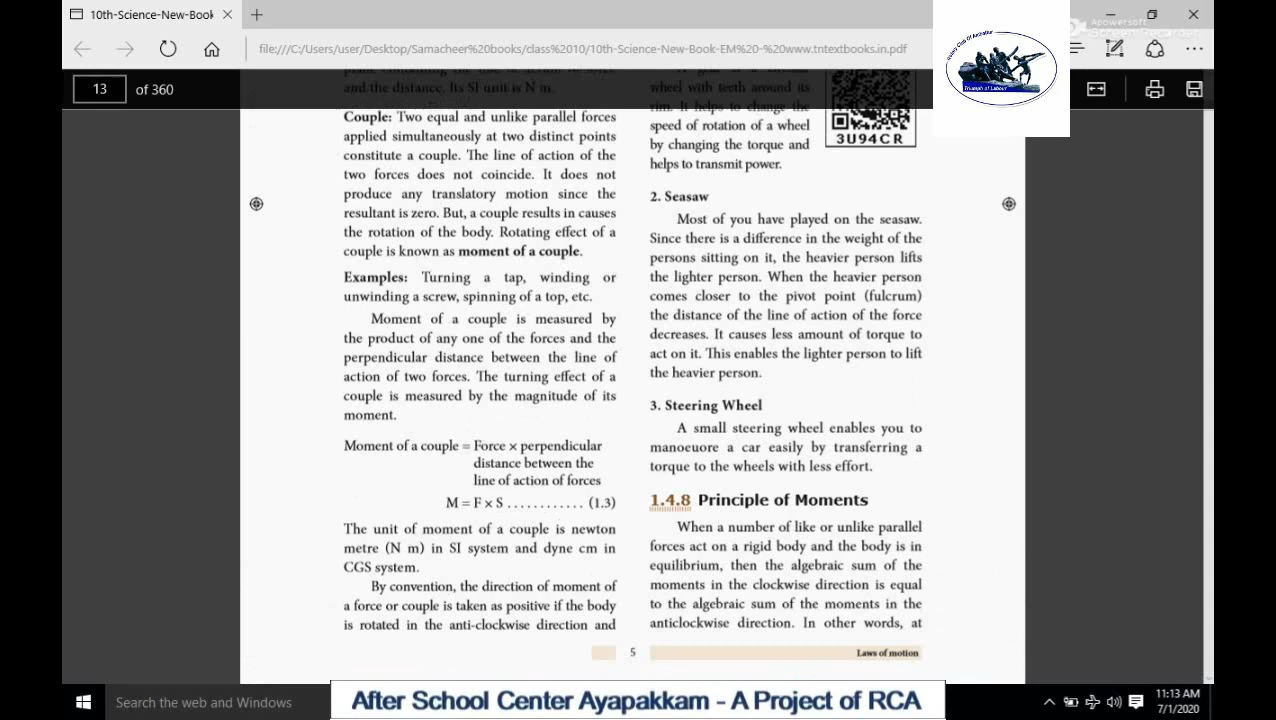 10th-Science-New-Book
file:///C:/Users/user/Desktop/Samacheer%20books/class%2010/10th-Science-New-Book-EM%20-%20www.tntextbooks.in.pdf
Apowersoft
Screen Recorder
Rotary Club Of Ambattur
Triumph of Labour
13 of 360
and the distance. Its SI unit is N m.
Couple: Two equal and unlike parallel forces
applied simultaneously at two distinct points
constitute a couple. The line of action of the
two forces does not coincide. It does not
produce any translatory motion since the
resultant is zero. But, a couple results in causes
the rotation of the body. Rotating effect of a
couple is known as moment of a couple.
Examples: Turning a tap, winding or
unwinding a screw, spinning of a top, etc.
Moment of a couple is measured by
the product of any one of the forces and the
perpendicular distance between the line of
action of two forces. The turning effect of a
couple is measured by the magnitude of its
moment.
Moment of a couple = Force × perpendicular
distance between the
line of action of forces
M = F × S . . . . . . . . . . . . (1.3)
The unit of moment of a couple is newton
metre (N m) in SI system and dyne cm in
CGS system.
By convention, the direction of moment of
a force or couple is taken as positive if the body
is rotated in the anti-clockwise direction and
wheel with teeth around its
rim. It helps to change the
speed of rotation of a wheel
by changing the torque and
helps to transmit power.
3U94CR
2. Seasaw
Most of you have played on the seasaw.
Since there is a difference in the weight of the
persons sitting on it, the heavier person lifts
the lighter person. When the heavier person
comes closer to the pivot point (fulcrum)
the distance of the line of action of the force
decreases. It causes less amount of torque to
act on it. This enables the lighter person to lift
the heavier person.
3. Steering Wheel
A small steering wheel enables you to
manoeuore a car easily by transferring a
torque to the wheels with less effort.
1.4.8 Principle of Moments
When a number of like or unlike parallel
forces act on a rigid body and the body is in
equilibrium, then the algebraic sum of the
moments in the clockwise direction is equal
to the algebraic sum of the moments in the
anticlockwise direction. In other words, at
5
Laws of motion
Search the web and Windows
After School Center Ayapakkam - A Project of RCA
11:13 AM
7/1/2020